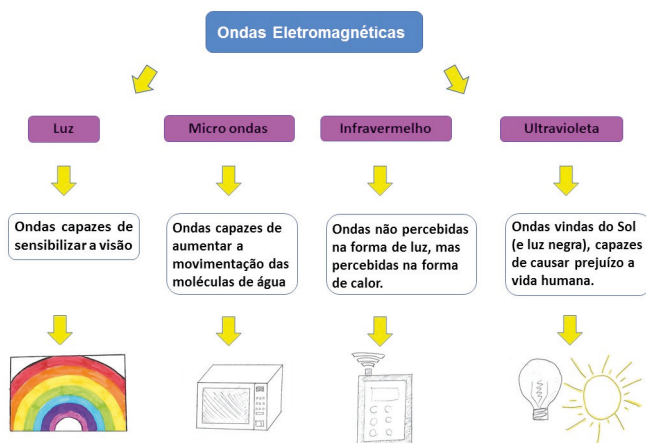 Ondas Eletromagnéticas
Luz
Micro ondas
Infravermelho
Ultravioleta
Ondas capazes de
sensibilizar a visão
Ondas capazes de
aumentar a
movimentação das
moléculas de água
Ondas não percebidas
na forma de luz, mas
percebidas na forma
de calor.
Ondas vindas do Sol
(e luz negra), capazes
de causar prejuízo a
vida humana.